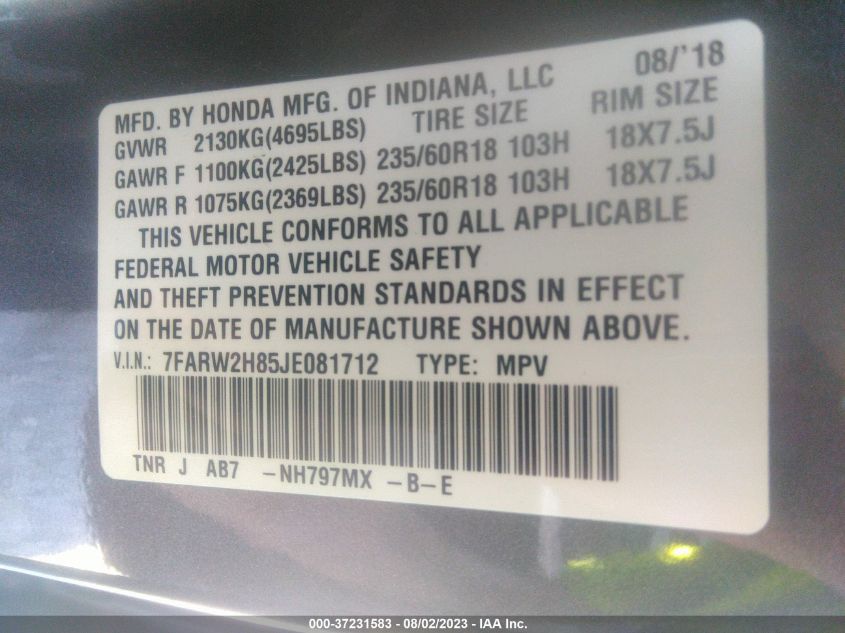 08/'18
MFD. BY HONDA MFG. OF INDIANA, LLC
GVWR 2130KG(4695LBS) TIRE SIZE RIM SIZE
GAWR F 1100KG(2425LBS) 235/60R18 103H 18X7.5J
GAWR R 1075KG(2369LBS) 235/60R18 103H 18X7.5J
THIS VEHICLE CONFORMS TO ALL APPLICABLE
FEDERAL MOTOR VEHICLE SAFETY
AND THEFT PREVENTION STANDARDS IN EFFECT
ON THE DATE OF MANUFACTURE SHOWN ABOVE.
V.I.N.: 7FARW2H85JE081712 TYPE: MPV
TNR J AB7 -NH797MX -B-E
000-37231583 - 08/02/2023 - IAA Inc.